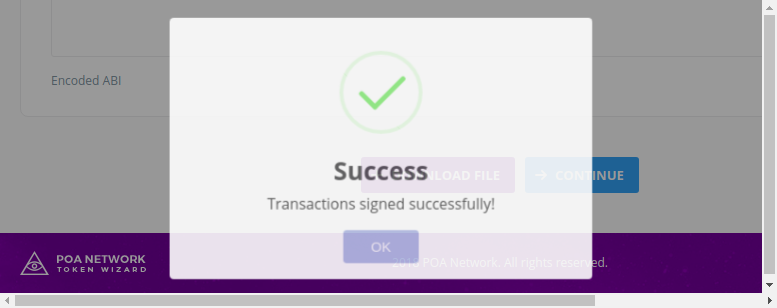 Encoded ABI
Success
NLOAD FILE
CONTINUE
Transactions signed successfully!
OK
POA NETWORK
TOKEN WIZARD
2018 POA Network. All rights reserved.